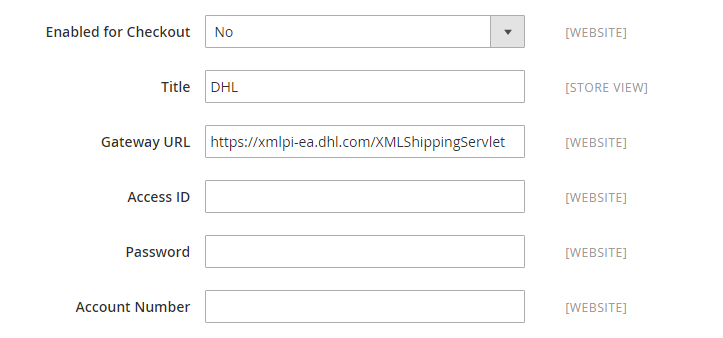 Enabled for Checkout No [WEBSITE]
Title DHL [STORE VIEW]
Gateway URL https://xmlpi-ea.dhl.com/XMLShippingServlet [WEBSITE]
Access ID [WEBSITE]
Password [WEBSITE]
Account Number [WEBSITE]